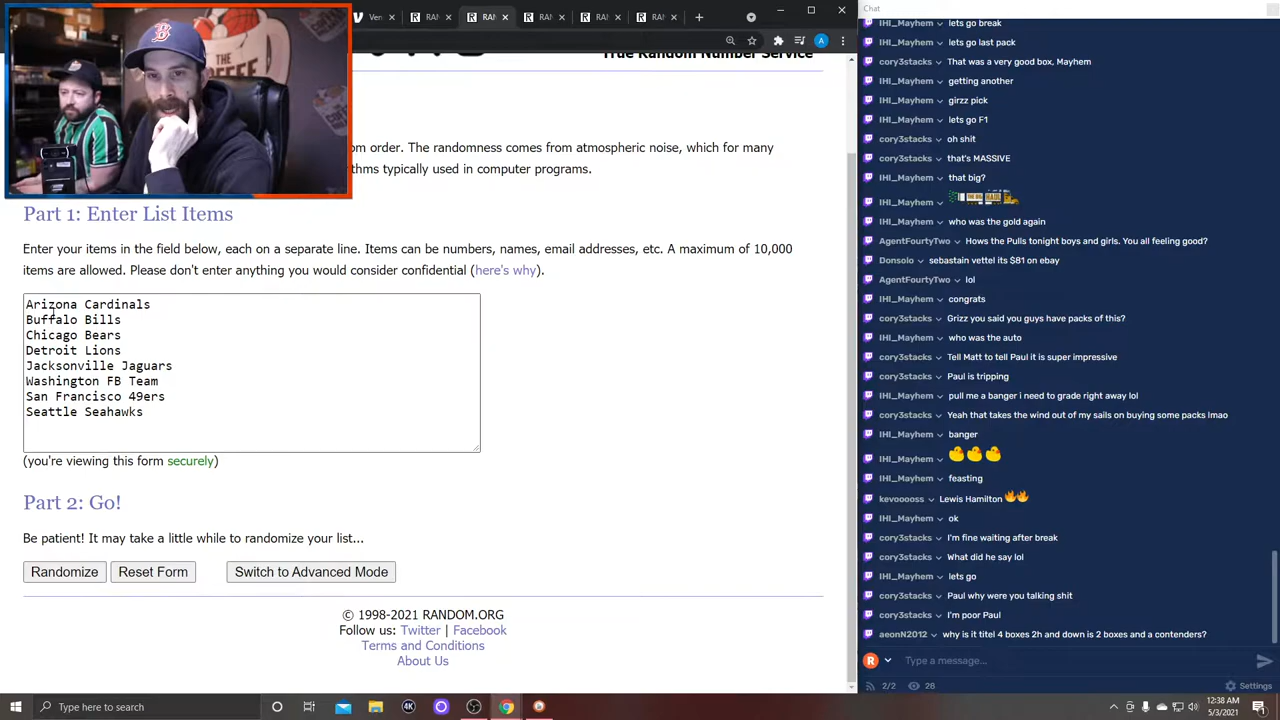 Ven
RA
RAI
RAI
RAI
RAI
Chat
True Random Number Service
om order. The randomness comes from atmospheric noise, which for many
thms typically used in computer programs.
Part 1: Enter List Items
Enter your items in the field below, each on a separate line. Items can be numbers, names, email addresses, etc. A maximum of 10,000
items are allowed. Please don't enter anything you would consider confidential (here's why).
Arizona Cardinals
Buffalo Bills
Chicago Bears
Detroit Lions
Jacksonville Jaguars
Washington FB Team
San Francisco 49ers
Seattle Seahawks
(you're viewing this form securely)
Part 2: Go!
Be patient! It may take a little while to randomize your list...
Randomize Reset Form Switch to Advanced Mode
© 1998-2021 RANDOM.ORG
Follow us: Twitter | Facebook
Terms and Conditions
About Us
IHI_Mayhem lets go break
IHI_Mayhem lets go last pack
cory3stacks That was a very good box, Mayhem
IHI_Mayhem getting another
IHI_Mayhem girzz pick
IHI_Mayhem lets go F1
cory3stacks oh shit
cory3stacks that's MASSIVE
IHI_Mayhem that big?
IHI_Mayhem
IHI_Mayhem who was the gold again
AgentFourtyTwo Hows the Pulls tonight boys and girls. You all feeling good?
Donsolo sebastain vettel its $81 on ebay
AgentFourtyTwo lol
IHI_Mayhem congrats
cory3stacks Grizz you said you guys have packs of this?
IHI_Mayhem who was the auto
cory3stacks Tell Matt to tell Paul it is super impressive
cory3stacks Paul is tripping
IHI_Mayhem pull me a banger i need to grade right away lol
cory3stacks Yeah that takes the wind out of my sails on buying some packs lmao
IHI_Mayhem banger
IHI_Mayhem
IHI_Mayhem feasting
kevooooss Lewis Hamilton
IHI_Mayhem ok
cory3stacks I'm fine waiting after break
cory3stacks What did he say lol
IHI_Mayhem lets go
cory3stacks Paul why were you talking shit
cory3stacks I'm poor Paul
aeonN2012 why is it titel 4 boxes 2h and down is 2 boxes and a contenders?
R Type a message...
2/2 28 Settings
Type here to search
12:38 AM
5/3/2021